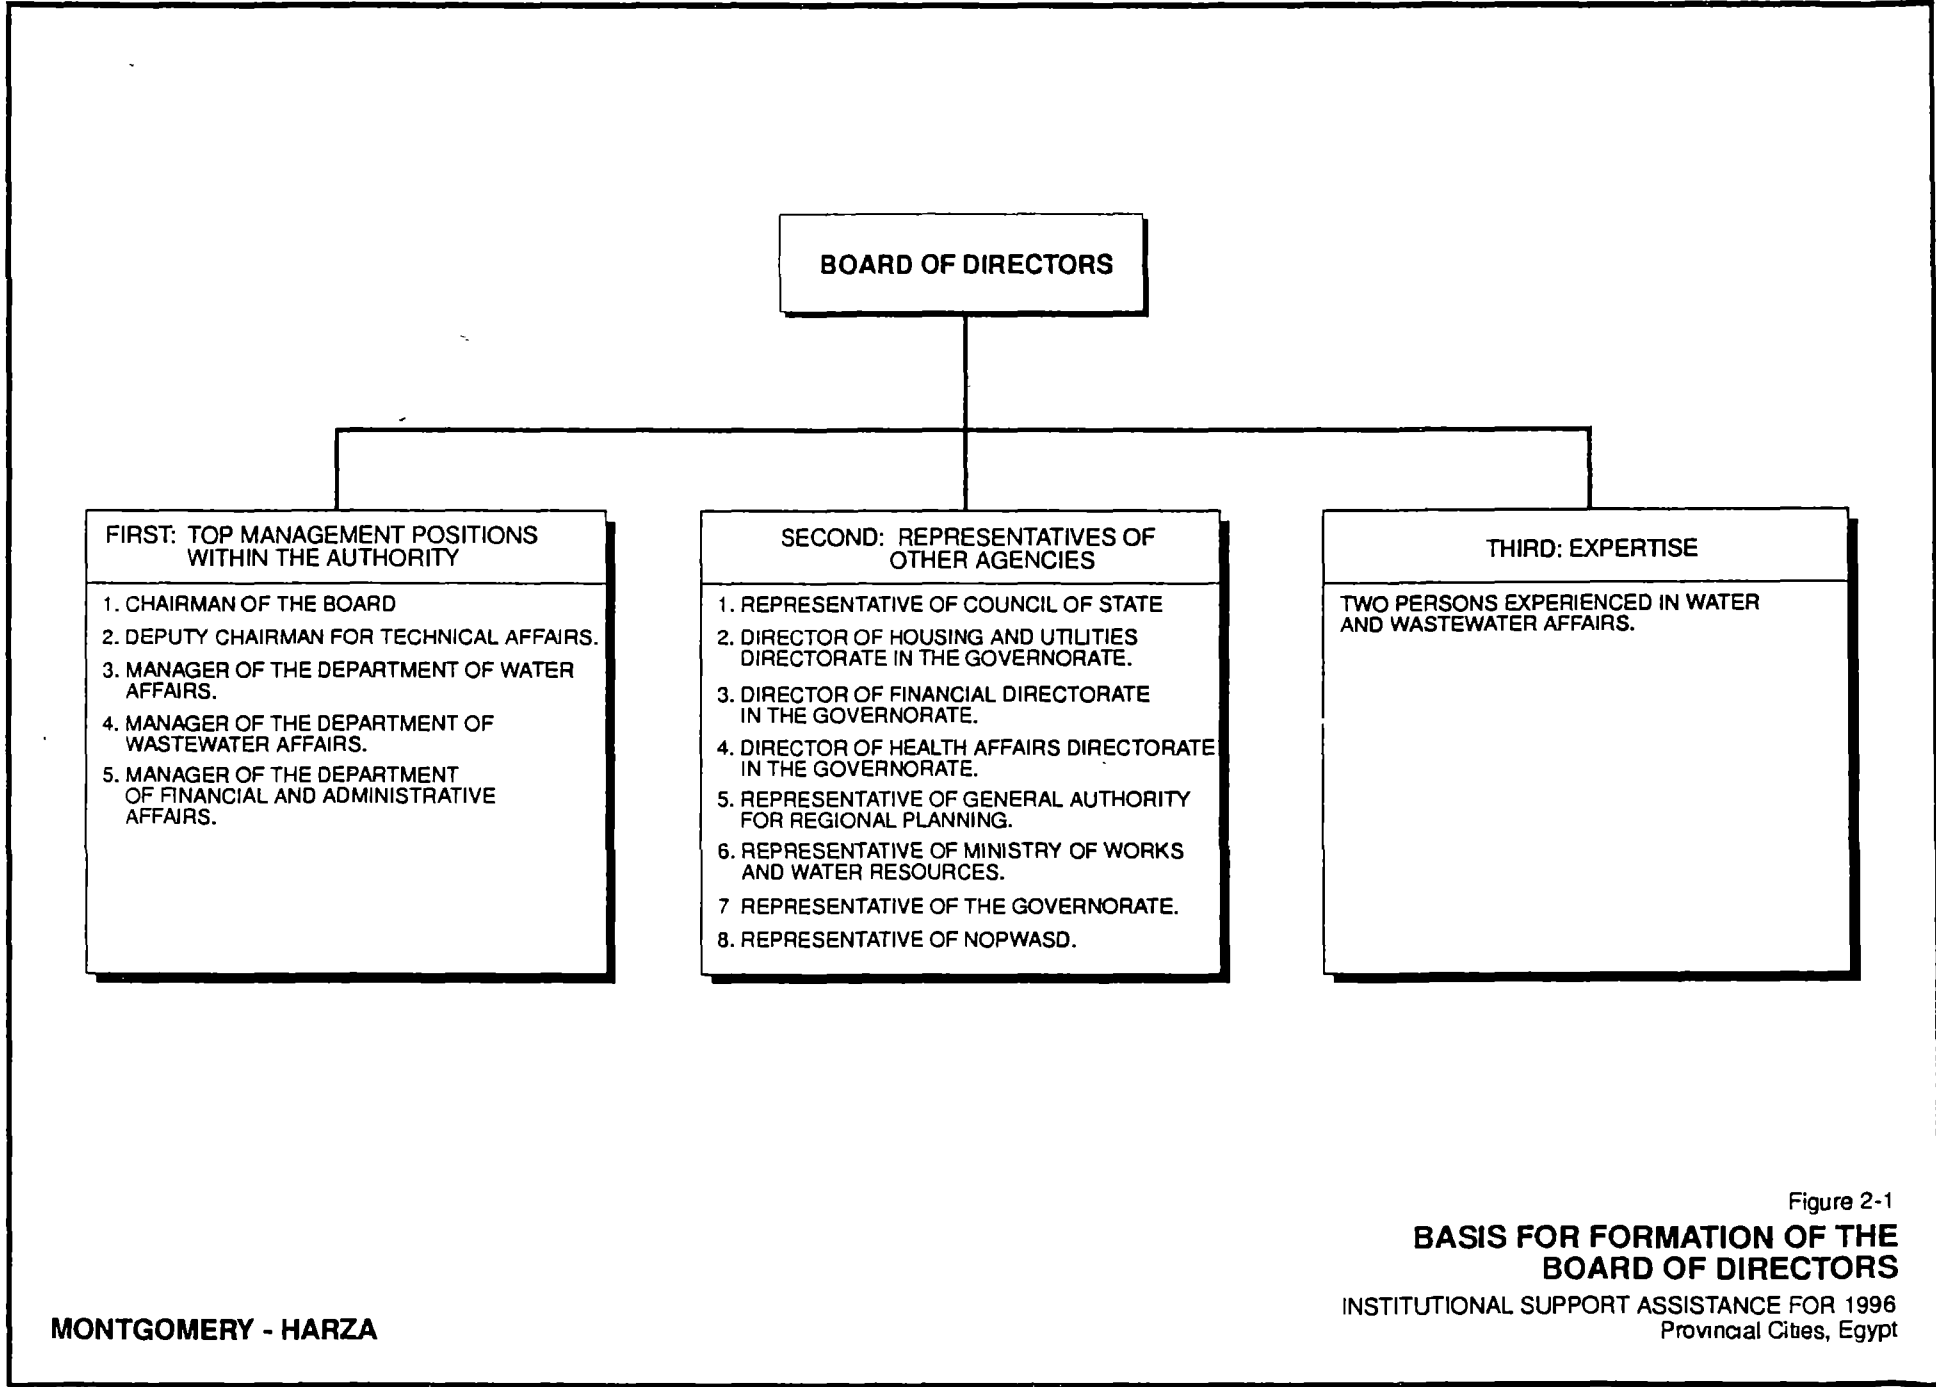 BOARD OF DIRECTORS
FIRST: TOP MANAGEMENT POSITIONS
WITHIN THE AUTHORITY
1. CHAIRMAN OF THE BOARD
2. DEPUTY CHAIRMAN FOR TECHNICAL AFFAIRS.
3. MANAGER OF THE DEPARTMENT OF WATER
AFFAIRS.
4. MANAGER OF THE DEPARTMENT OF
WASTEWATER AFFAIRS.
5. MANAGER OF THE DEPARTMENT
OF FINANCIAL AND ADMINISTRATIVE
AFFAIRS.
SECOND: REPRESENTATIVES OF
OTHER AGENCIES
1. REPRESENTATIVE OF COUNCIL OF STATE
2. DIRECTOR OF HOUSING AND UTILITIES
DIRECTORATE IN THE GOVERNORATE.
3. DIRECTOR OF FINANCIAL DIRECTORATE
IN THE GOVERNORATE.
4. DIRECTOR OF HEALTH AFFAIRS DIRECTORATE
IN THE GOVERNORATE.
5. REPRESENTATIVE OF GENERAL AUTHORITY
FOR REGIONAL PLANNING.
6. REPRESENTATIVE OF MINISTRY OF WORKS
AND WATER RESOURCES.
7 REPRESENTATIVE OF THE GOVERNORATE.
8. REPRESENTATIVE OF NOPWASD.
THIRD: EXPERTISE
TWO PERSONS EXPERIENCED IN WATER
AND WASTEWATER AFFAIRS.
Figure 2-1
BASIS FOR FORMATION OF THE
BOARD OF DIRECTORS
INSTITUTIONAL SUPPORT ASSISTANCE FOR 1996
Provincial Cities, Egypt
MONTGOMERY - HARZA